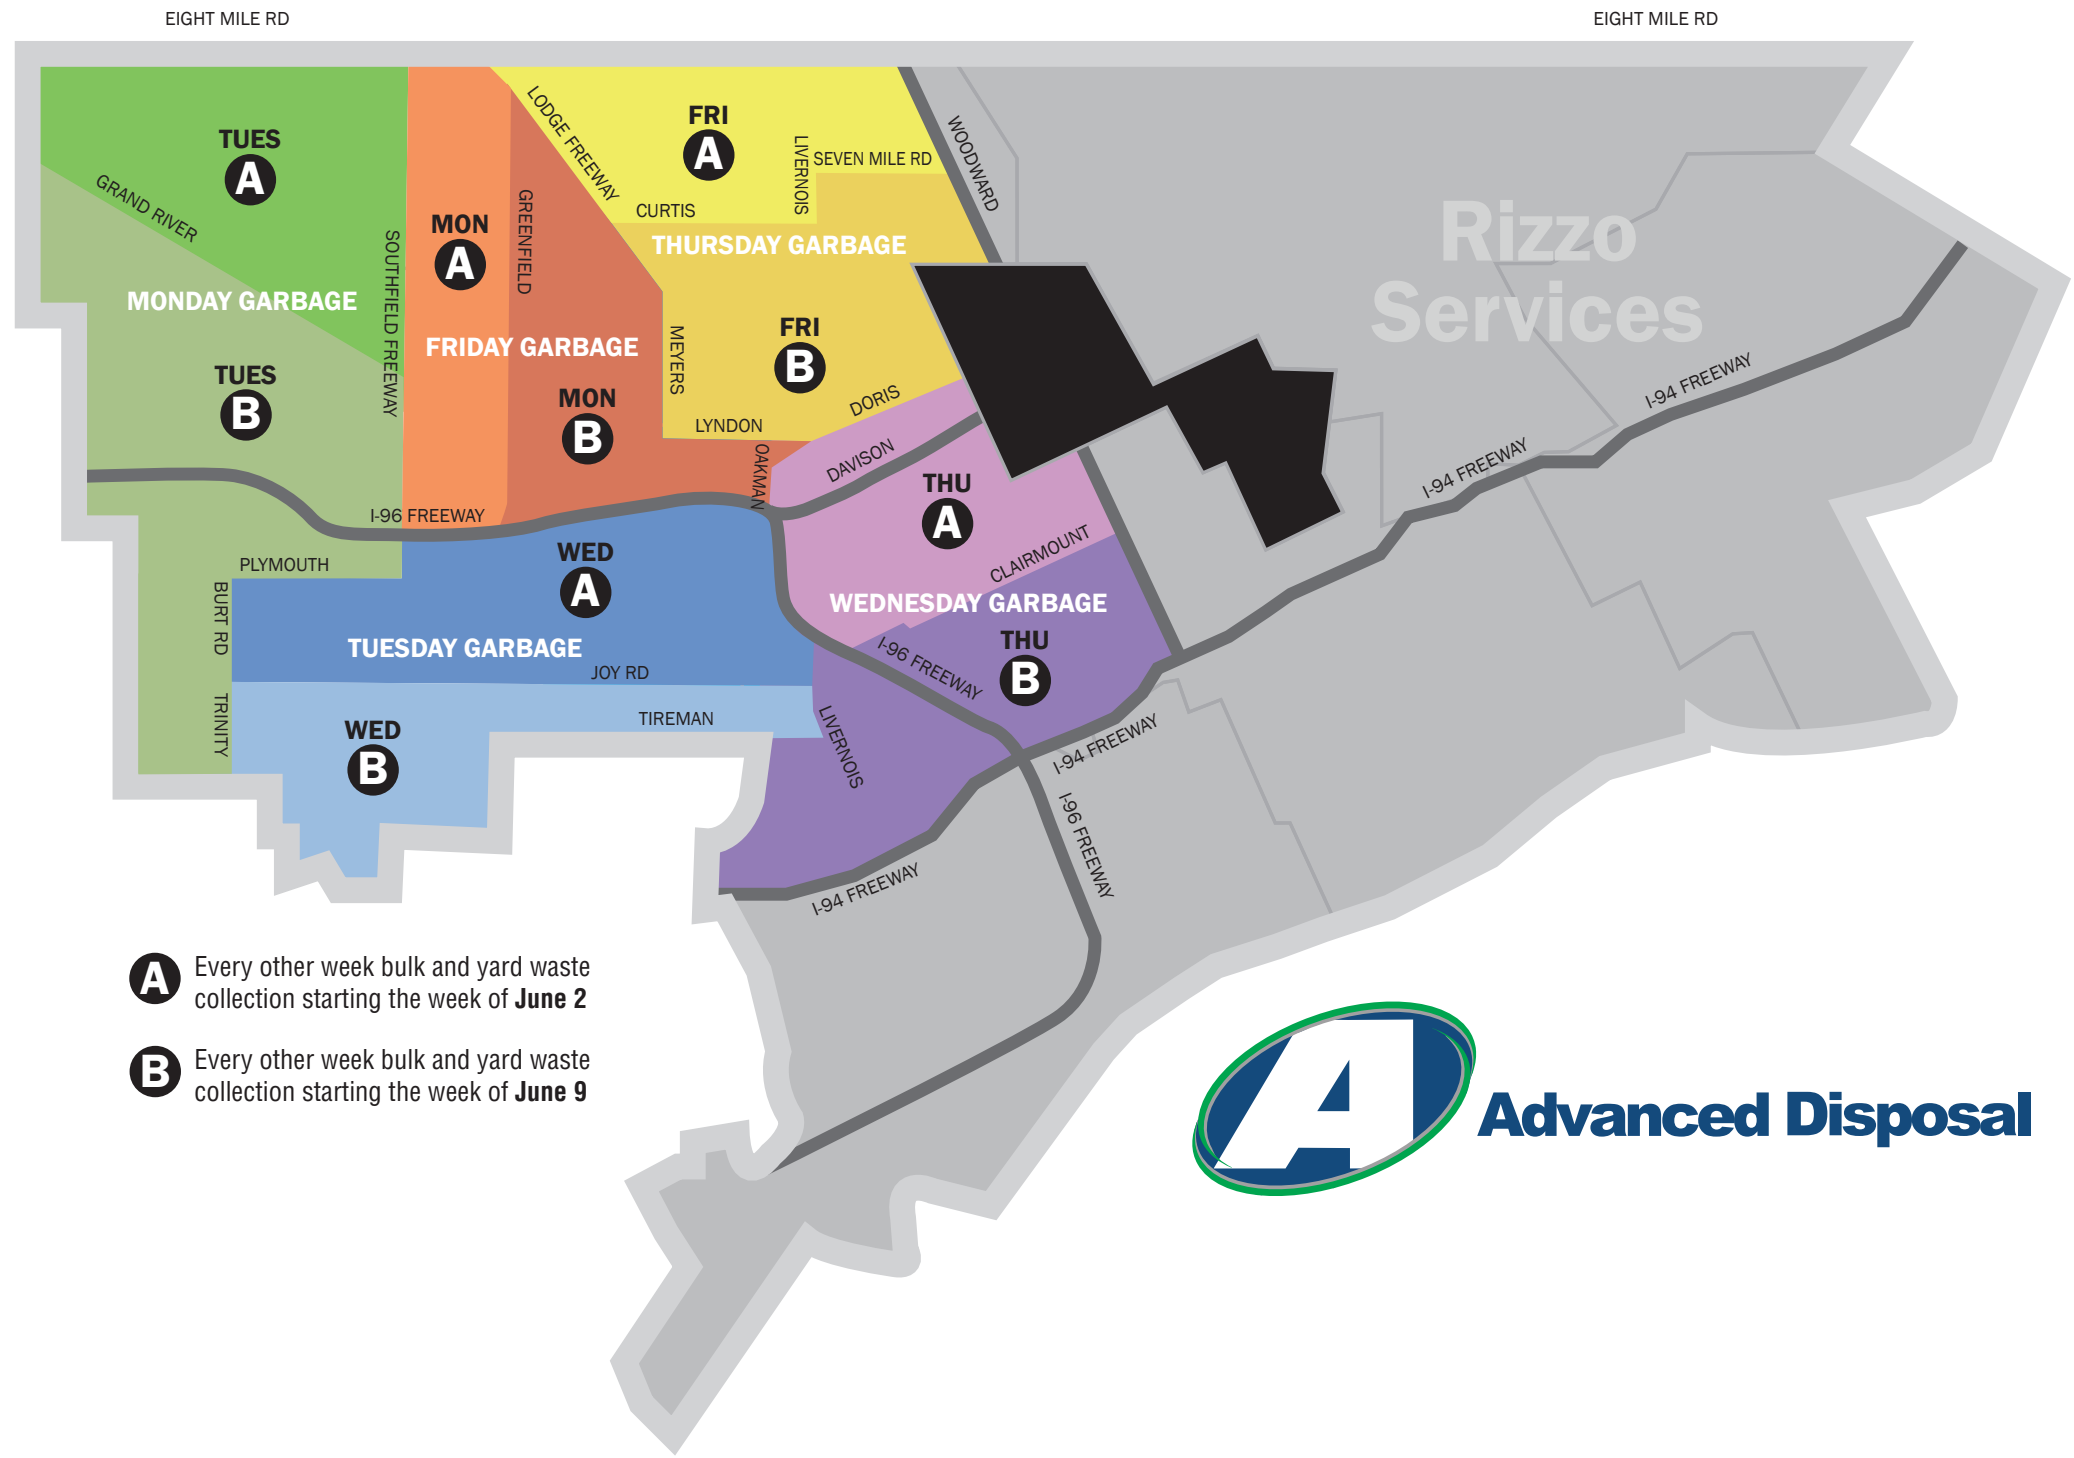 EIGHT MILE RD
EIGHT MILE RD
TUES
A
GRAND RIVER
SOUTHFIELD FREEWAY
MONDAY GARBAGE
TUES
B
MON
A
GREENFIELD
FRIDAY GARBAGE
MON
B
LODGE FREEWAY
FRI
A
LIVERNOIS
SEVEN MILE RD
WOODWARD
CURTIS
THURSDAY GARBAGE
FRI
B
MEYERS
DORIS
LYNDON
OAKMAN
DAVISON
Rizzo
Services
I-94 FREEWAY
I-94 FREEWAY
I-96 FREEWAY
THU
A
CLAIRMOUNT
WEDNESDAY GARBAGE
THU
B
I-96 FREEWAY
PLYMOUTH
BURT RD
WED
A
TUESDAY GARBAGE
JOY RD
TRINITY
TIREMAN
WED
B
LIVERNOIS
I-94 FREEWAY
I-96 FREEWAY
I-94 FREEWAY
A Every other week bulk and yard waste
collection starting the week of June 2
B Every other week bulk and yard waste
collection starting the week of June 9
A Advanced Disposal